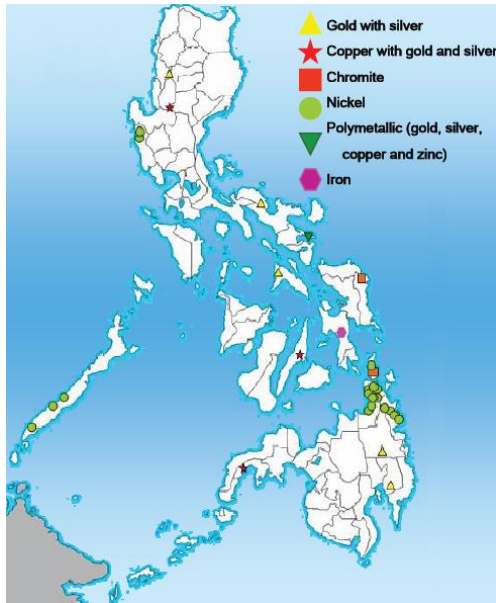 Gold with silver
Copper with gold and silver
Chromite
Nickel
Polymetallic (gold, silver,
copper and zinc)
Iron